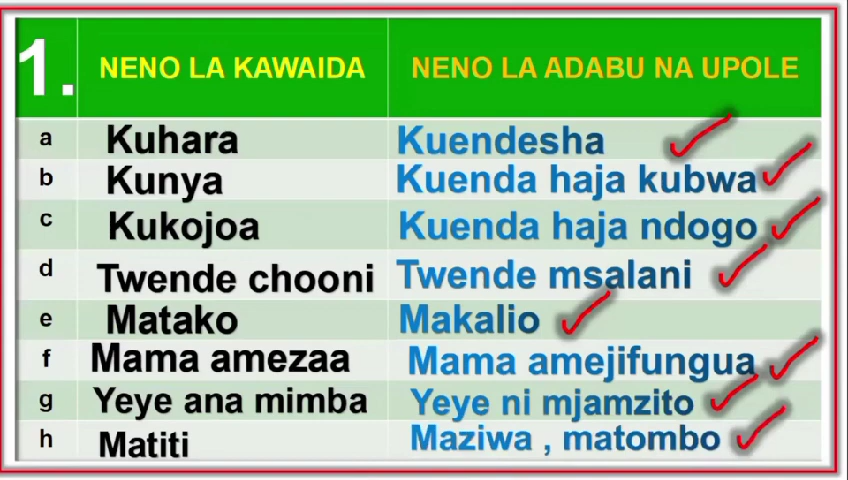 1. NENO LA KAWAIDA NENO LA ADABU NA UPOLE
a Kuhara Kuendesha
b Kunya Kuenda haja kubwa
c Kukojoa Kuenda haja ndogo
d Twende chooni Twende msalani
e Matako Makalio
f Mama amezaa Mama amejifungua
g Yeye ana mimba Yeye ni mjamzito
h Matiti Maziwa , matombo